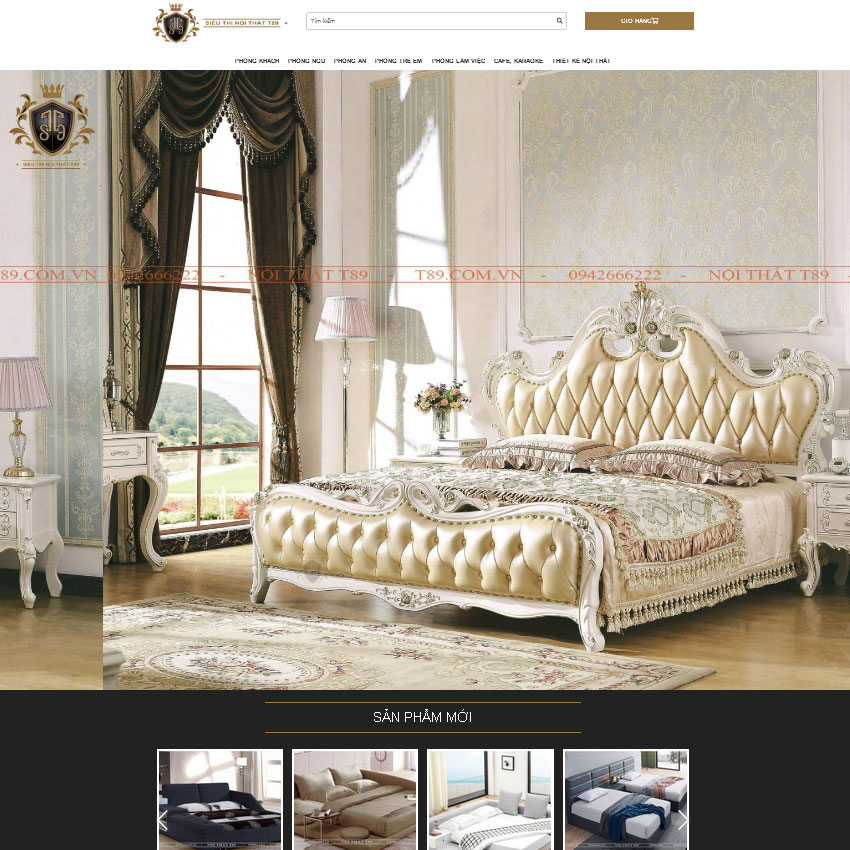 SIÊU THỊ NỘI THẤT T89
Tìm kiếm
GIỎ HÀNG
PHÒNG KHÁCH PHÒNG NGỦ PHÒNG ĂN PHÒNG TRẺ EM PHÒNG LÀM VIỆC CAFE, KARAOKE THIẾT KẾ NỘI THẤT
SIÊU THỊ NỘI THẤT T89
89.COM.VN 0942666222 - NỘI THẤT T89 - T89.COM.VN - 0942666222 - NỘI THẤT T89 -
SẢN PHẨM MỚI